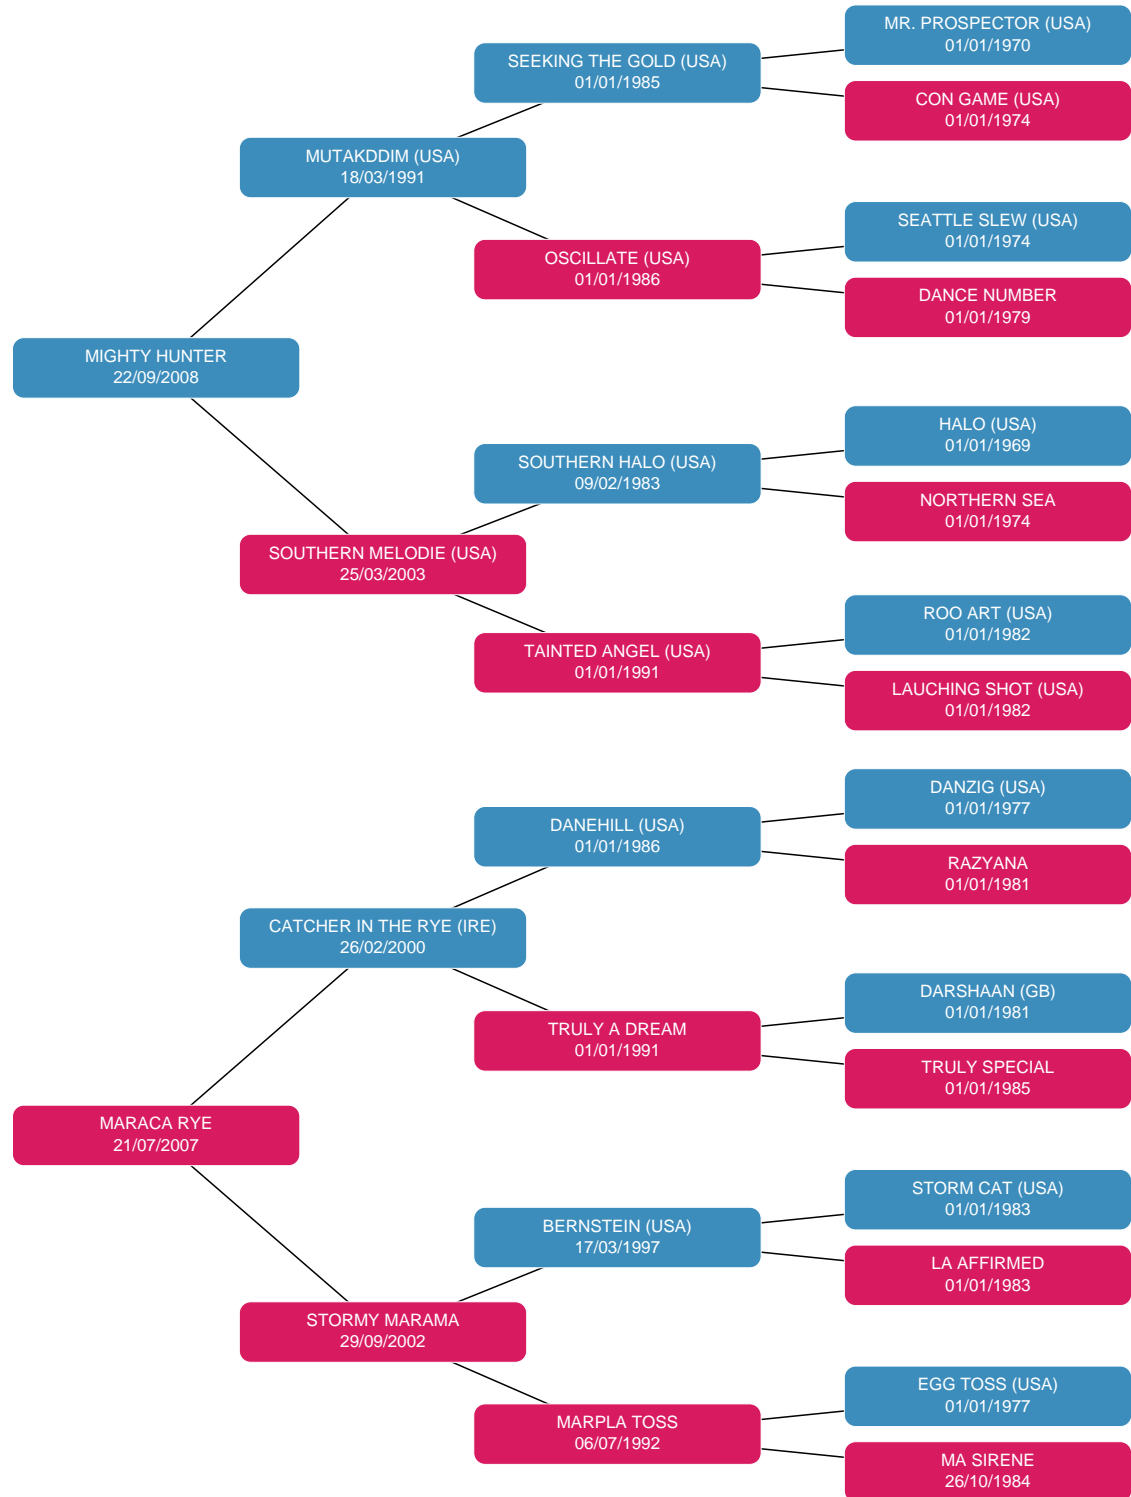 MR. PROSPECTOR (USA)
01/01/1970
SEEKING THE GOLD (USA)
01/01/1985
CON GAME (USA)
01/01/1974
MUTAKDDIM (USA)
18/03/1991
SEATTLE SLEW (USA)
01/01/1974
OSCILLATE (USA)
01/01/1986
DANCE NUMBER
01/01/1979
MIGHTY HUNTER
22/09/2008
HALO (USA)
01/01/1969
SOUTHERN HALO (USA)
09/02/1983
NORTHERN SEA
01/01/1974
SOUTHERN MELODIE (USA)
25/03/2003
ROO ART (USA)
01/01/1982
TAINTED ANGEL (USA)
01/01/1991
LAUCHING SHOT (USA)
01/01/1982
DANZIG (USA)
01/01/1977
DANEHILL (USA)
01/01/1986
RAZYANA
01/01/1981
CATCHER IN THE RYE (IRE)
26/02/2000
DARSHAAN (GB)
01/01/1981
TRULY A DREAM
01/01/1991
TRULY SPECIAL
01/01/1985
MARACA RYE
21/07/2007
STORM CAT (USA)
01/01/1983
BERNSTEIN (USA)
17/03/1997
LA AFFIRMED
01/01/1983
STORMY MARAMA
29/09/2002
EGG TOSS (USA)
01/01/1977
MARPLA TOSS
06/07/1992
MA SIRENE
26/10/1984